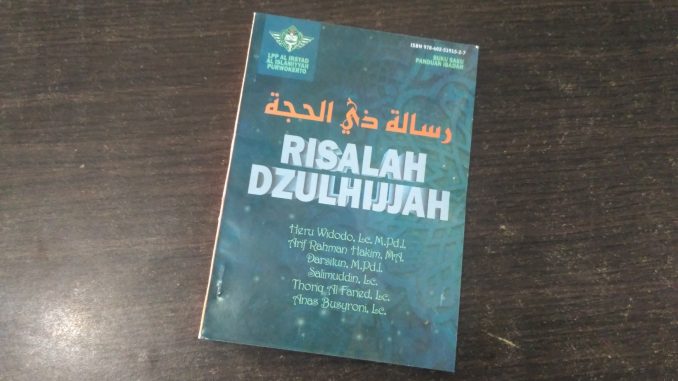 LPP AL IRSYAD
AL ISLAMIYYAH
PURWOKERTO
ISBN 978-602-51915-2-7
BUKU SAKU
PANDUAN IBADAH
رسالة ذي الحجة
RISALAH
DZULHIJJAH
Heru Widodo, Lc. M.Pd.I.
Arif Rahman Hakim, MA.
Darsitun, M.Pd.I.
Salimuddin, Lc.
Thoriq Al Faried, Lc.
Anas Busyroni, Lc.